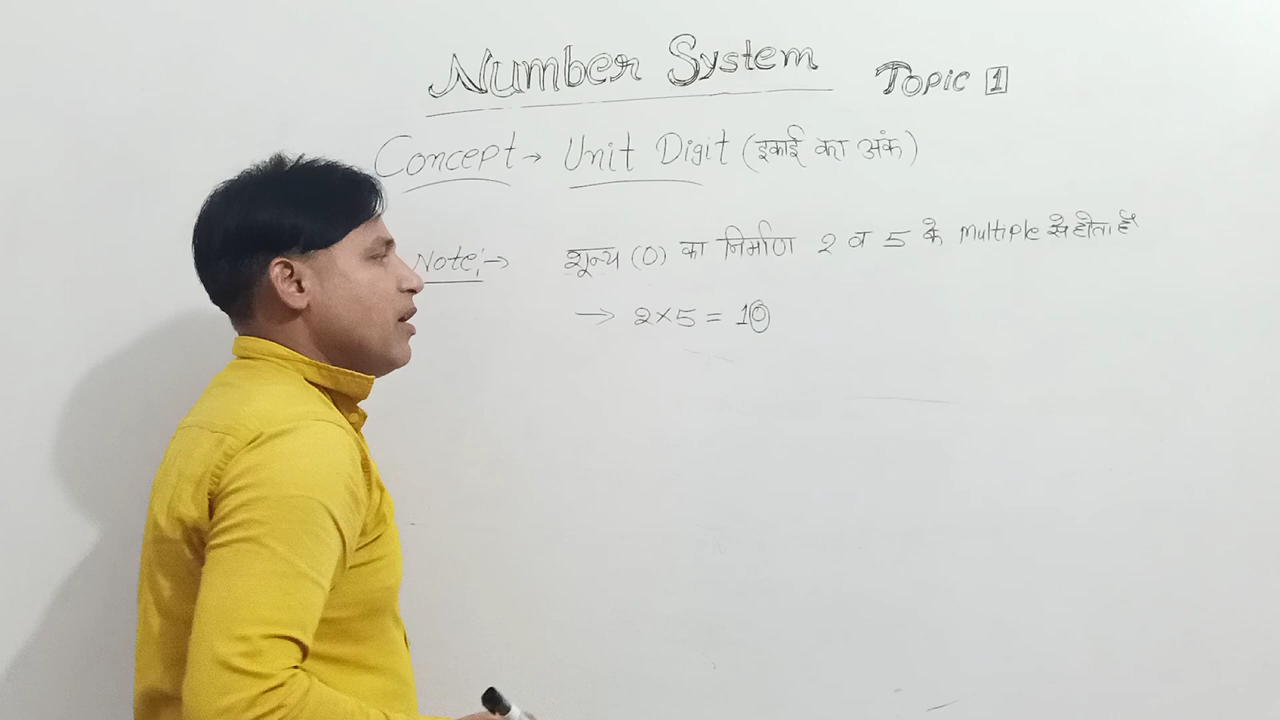 Number System Topic 1
Concept → Unit Digit (इकाई का अंक)
Note:→ शून्य (0) का निर्माण 2 व 5 के Multiple से होता है
→ 2×5 = 10